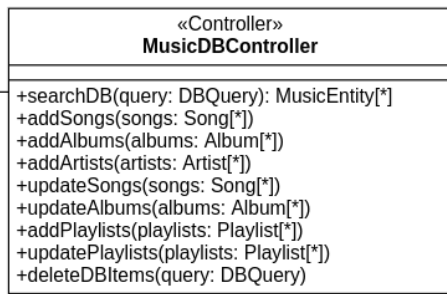 «Controller»
MusicDBController
+searchDB(query: DBQuery): MusicEntity[*]
+addSongs(songs: Song[*])
+addAlbums(albums: Album[*])
+addArtists(artists: Artist[*])
+updateSongs(songs: Song[*])
+updateAlbums(albums: Album[*])
+addPlaylists(playlists: Playlist[*])
+updatePlaylists(playlists: Playlist[*])
+deleteDBItems(query: DBQuery)